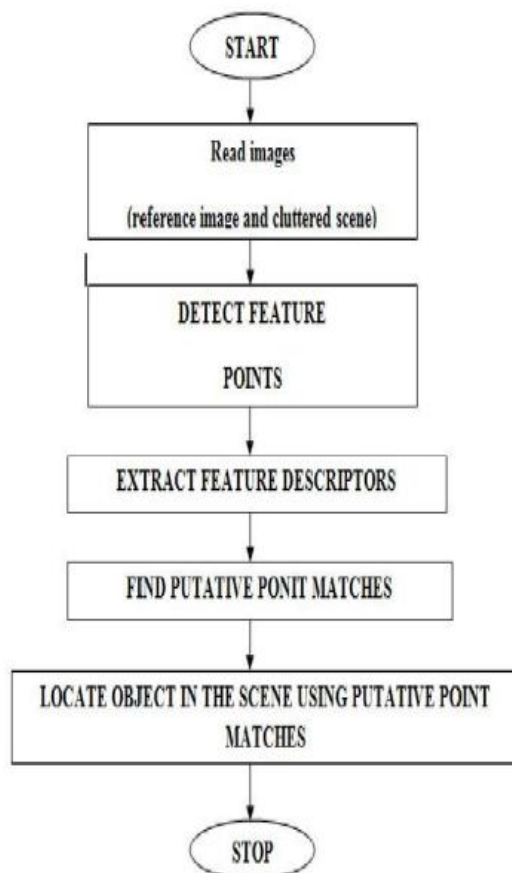 START
Read images
(reference image and cluttered scene)
DETECT FEATURE
POINTS
EXTRACT FEATURE DESCRIPTORS
FIND PUTATIVE PONIT MATCHES
LOCATE OBJECT IN THE SCENE USING PUTATIVE POINT
MATCHES
STOP